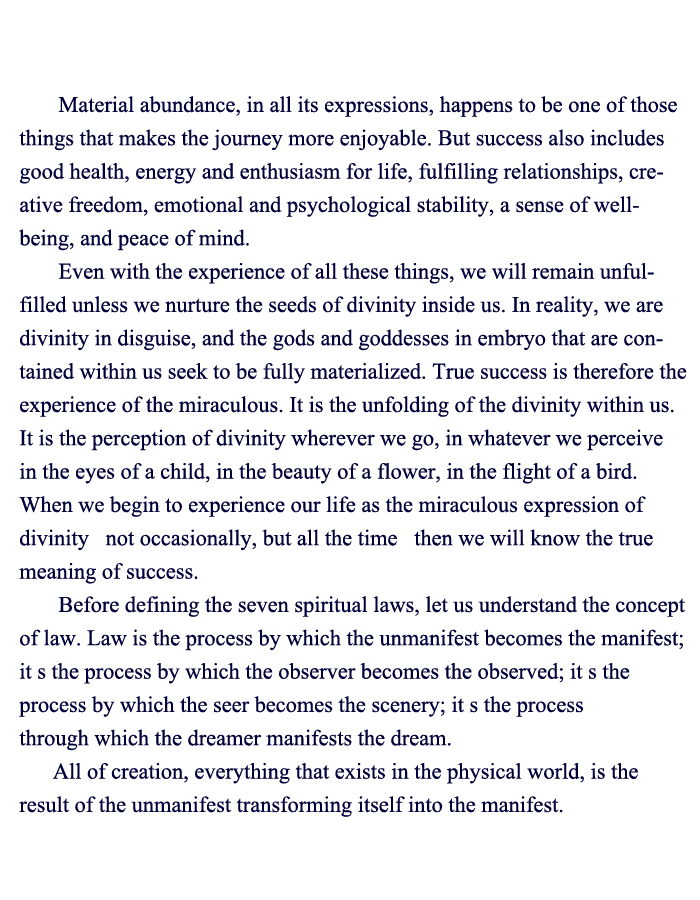 Material abundance, in all its expressions, happens to be one of those
things that makes the journey more enjoyable. But success also includes
good health, energy and enthusiasm for life, fulfilling relationships, cre-
ative freedom, emotional and psychological stability, a sense of well-
being, and peace of mind.
Even with the experience of all these things, we will remain unful-
filled unless we nurture the seeds of divinity inside us. In reality, we are
divinity in disguise, and the gods and goddesses in embryo that are con-
tained within us seek to be fully materialized. True success is therefore the
experience of the miraculous. It is the unfolding of the divinity within us.
It is the perception of divinity wherever we go, in whatever we perceive
in the eyes of a child, in the beauty of a flower, in the flight of a bird.
When we begin to experience our life as the miraculous expression of
divinity   not occasionally, but all the time   then we will know the true
meaning of success.
Before defining the seven spiritual laws, let us understand the concept
of law. Law is the process by which the unmanifest becomes the manifest;
it s the process by which the observer becomes the observed; it s the
process by which the seer becomes the scenery; it s the process
through which the dreamer manifests the dream.
All of creation, everything that exists in the physical world, is the
result of the unmanifest transforming itself into the manifest.